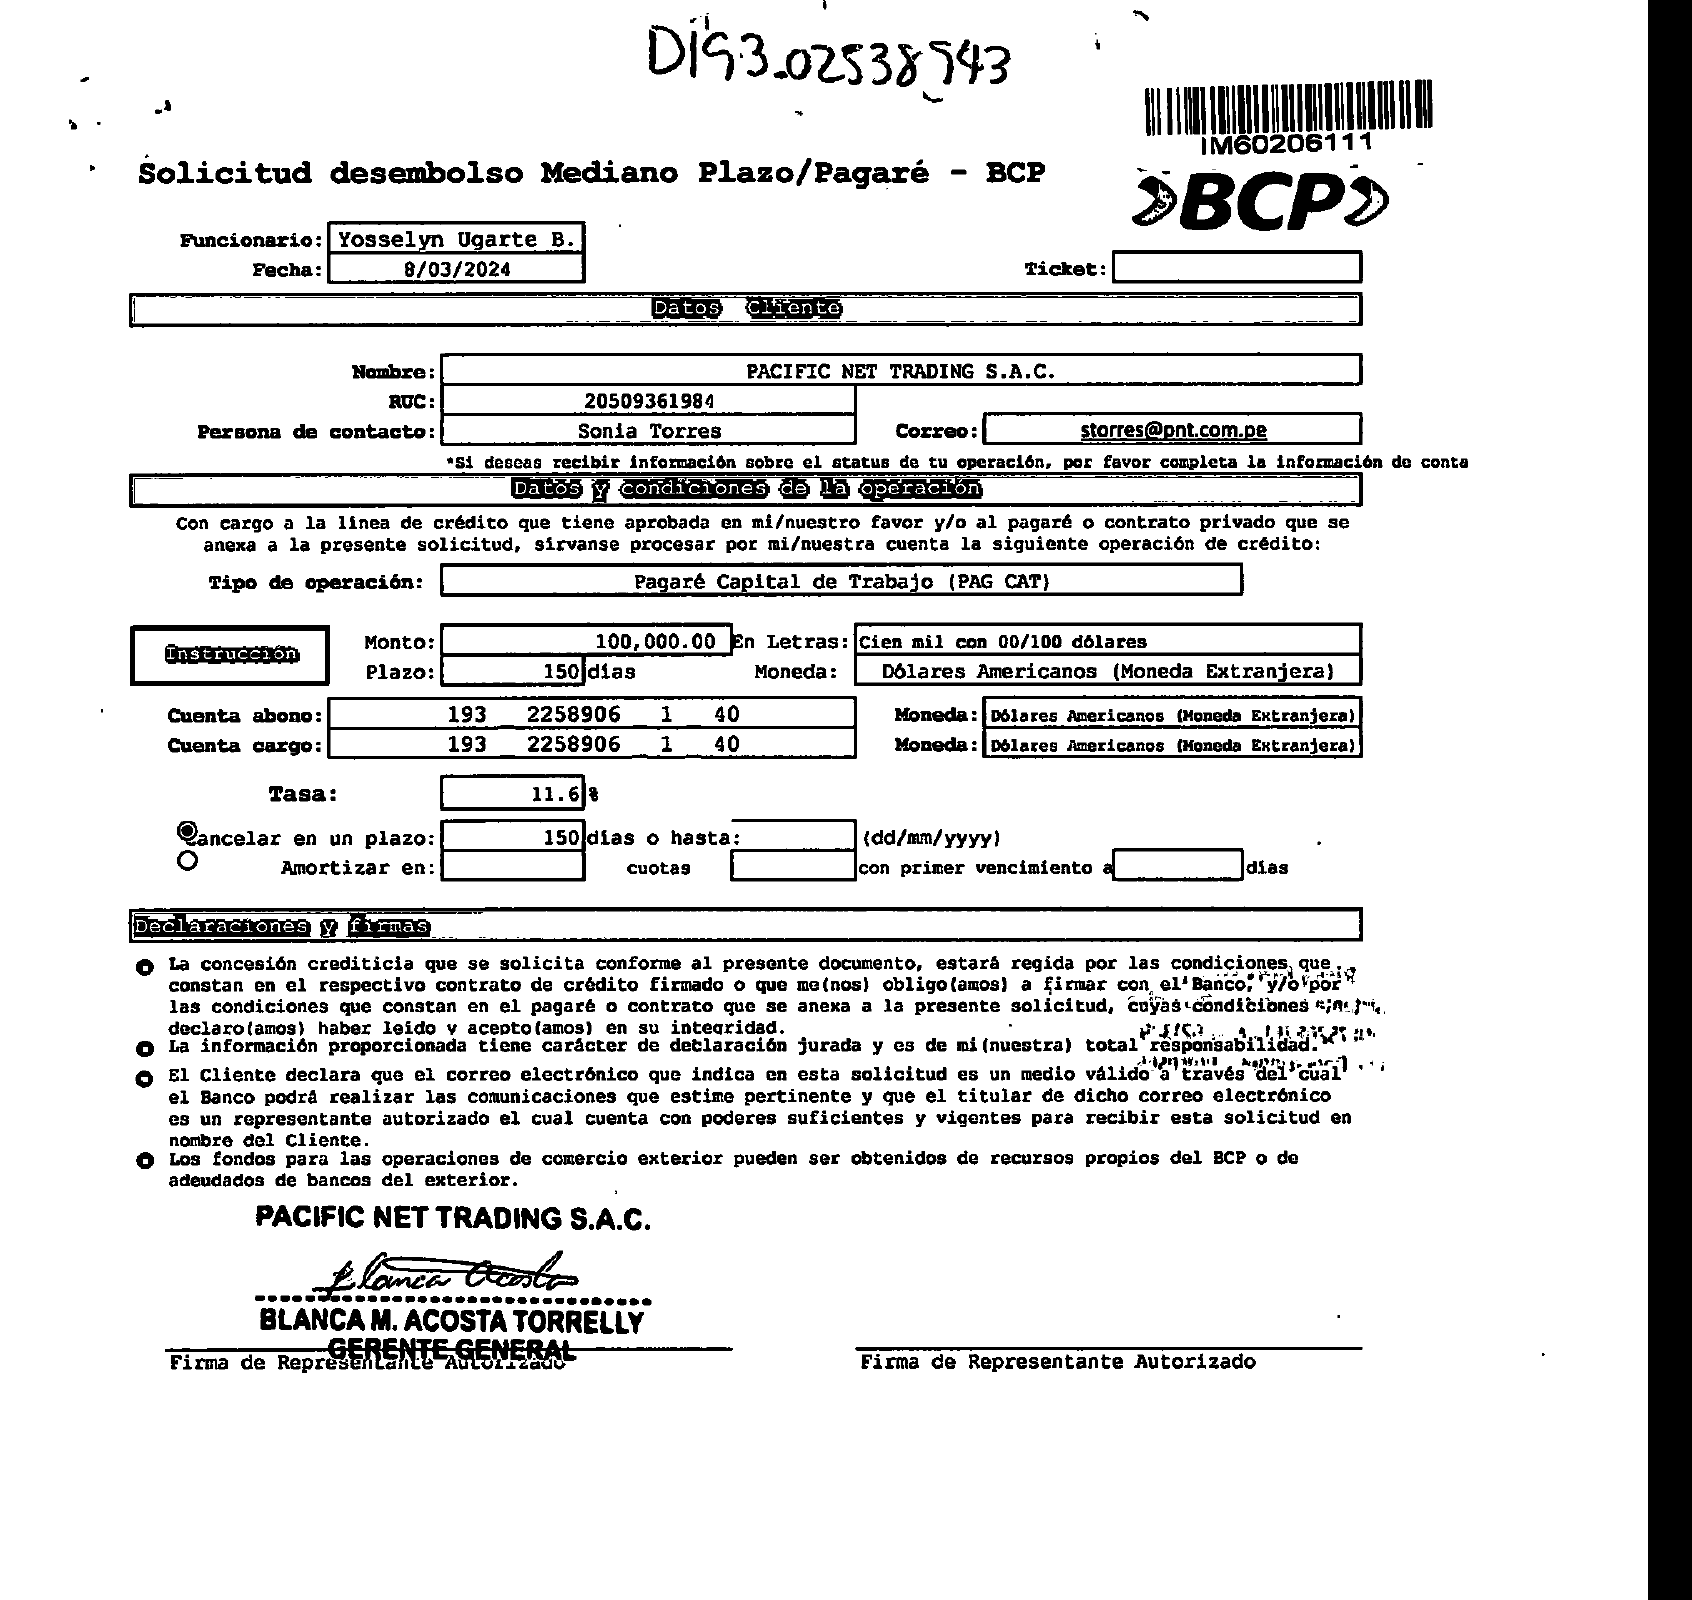 D193.02538943
IM60206111
Solicitud desembolso Mediano Plazo/Pagaré - BCP
BCP
Funcionario: Yosselyn Ugarte B.
Fecha: 8/03/2024
Ticket:
Datos Cliente
Nombre: PACIFIC NET TRADING S.A.C.
RUC: 20509361984
Persona de contacto: Sonia Torres Correo: storres@pnt.com.pe
*Si deseas recibir información sobre el status de tu operación, por favor completa la información de conta
Datos y condiciones de la operación
Con cargo a la línea de crédito que tiene aprobada en mi/nuestro favor y/o al pagaré o contrato privado que se
anexa a la presente solicitud, sírvanse procesar por mi/nuestra cuenta la siguiente operación de crédito:
Tipo de operación: Pagaré Capital de Trabajo (PAG CAT)
Instrucción
Monto: 100,000.00 En Letras: Cien mil con 00/100 dólares
Plazo: 150 días Moneda: Dólares Americanos (Moneda Extranjera)
Cuenta abono: 193 2258906 1 40 Moneda: Dólares Americanos (Moneda Extranjera)
Cuenta cargo: 193 2258906 1 40 Moneda: Dólares Americanos (Moneda Extranjera)
Tasa: 11.6 %
ancelar en un plazo: 150 días o hasta: (dd/mm/yyyy)
Amortizar en: cuotas con primer vencimiento a días
Declaraciones y firmas
La concesión crediticia que se solicita conforme al presente documento, estará regida por las condiciones que
constan en el respectivo contrato de crédito firmado o que me(nos) obligo(amos) a firmar con el Banco, y/o por
las condiciones que constan en el pagaré o contrato que se anexa a la presente solicitud, cuyas condiciones
declaro(amos) haber leído y acepto(amos) en su integridad.
La información proporcionada tiene carácter de declaración jurada y es de mi(nuestra) total responsabilidad.
El Cliente declara que el correo electrónico que indica en esta solicitud es un medio válido a través del cual
el Banco podrá realizar las comunicaciones que estime pertinente y que el titular de dicho correo electrónico
es un representante autorizado el cual cuenta con poderes suficientes y vigentes para recibir esta solicitud en
nombre del Cliente.
Los fondos para las operaciones de comercio exterior pueden ser obtenidos de recursos propios del BCP o de
adeudados de bancos del exterior.
PACIFIC NET TRADING S.A.C.
Blanca Acosta
BLANCA M. ACOSTA TORRELLY
GERENTE GENERAL
Firma de Representante Autorizado
Firma de Representante Autorizado